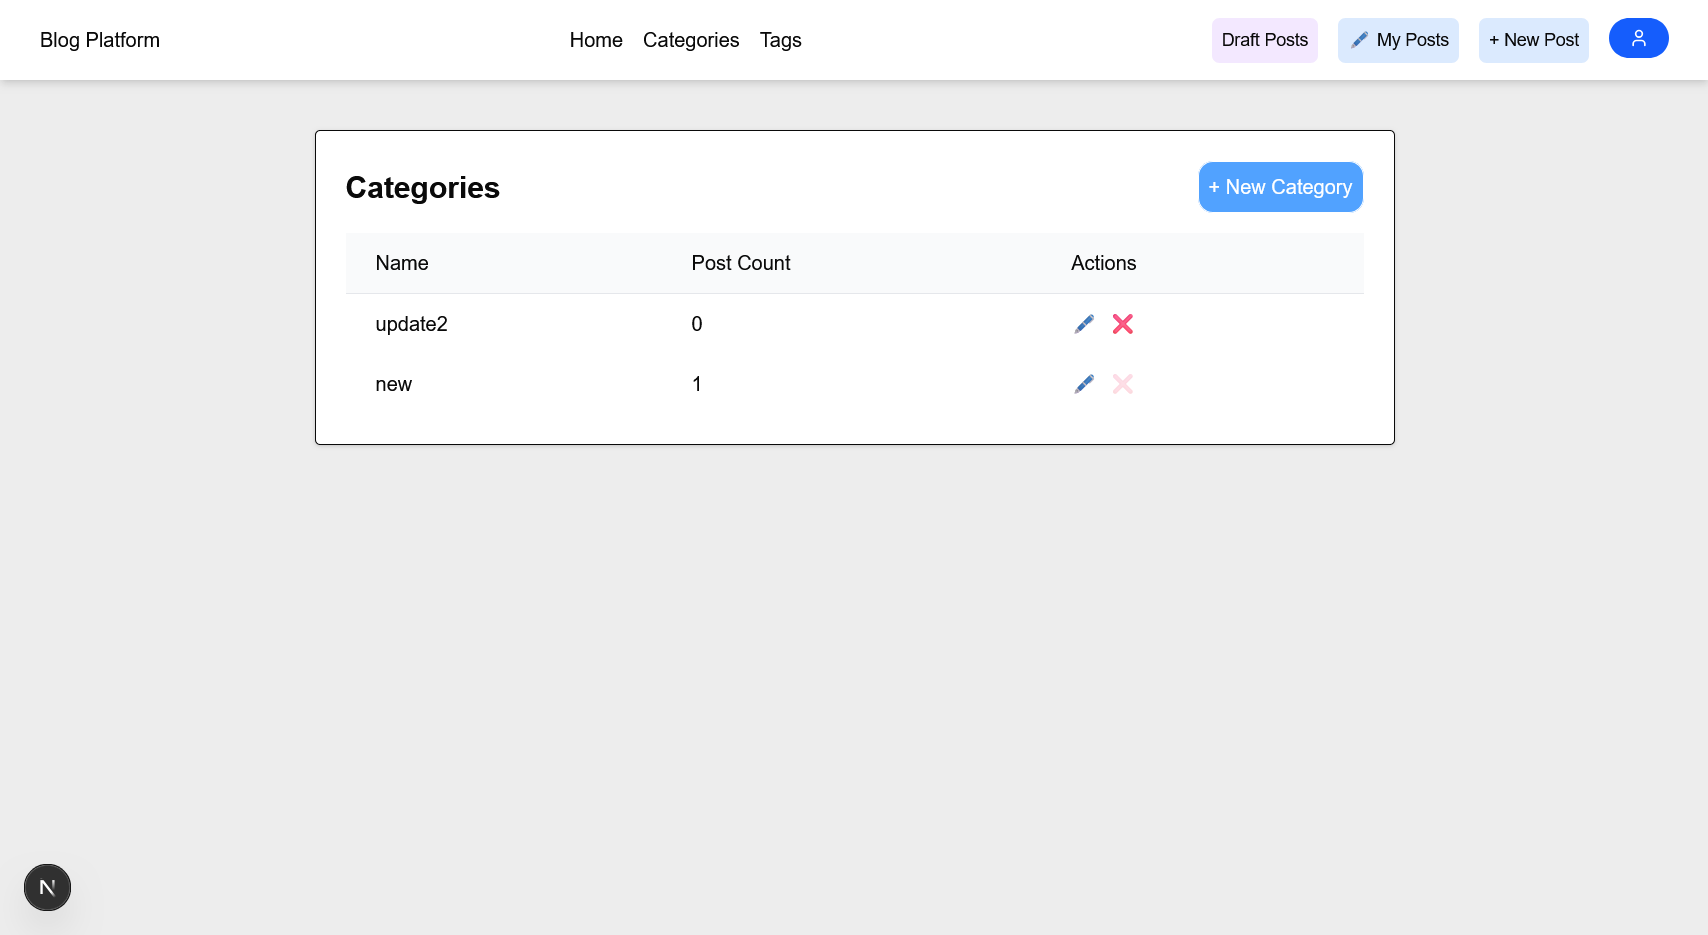 Blog Platform
Home Categories Tags
Draft Posts My Posts + New Post
Categories
+ New Category
Name Post Count Actions
update2 0
new 1
N